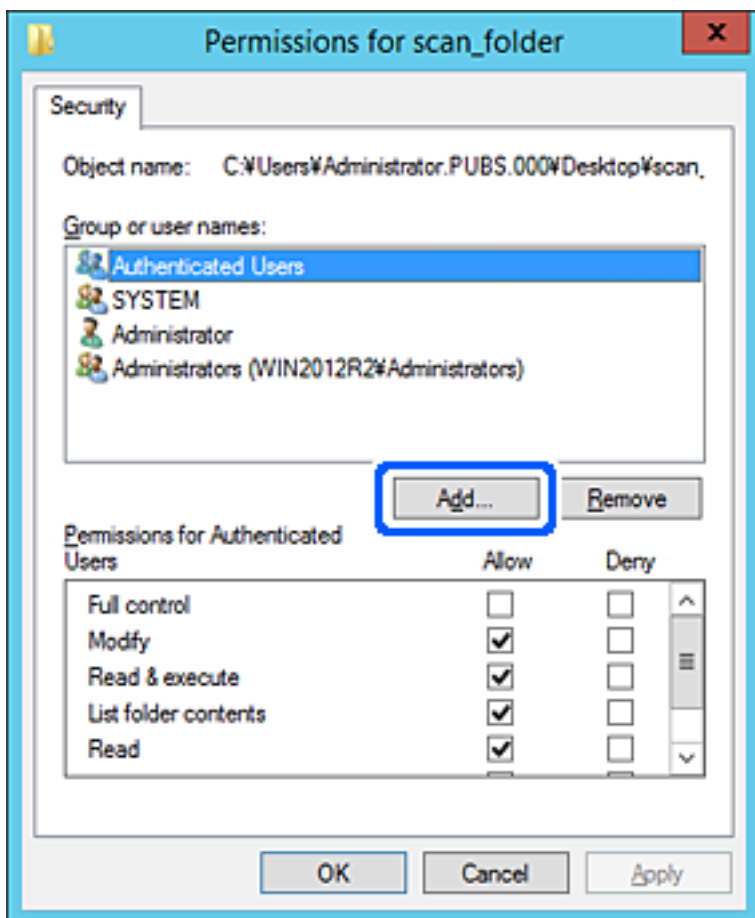 Permissions for scan_folder
x
Security
Object name: C:¥Users¥Administrator.PUBS.000¥Desktop¥scan_
Group or user names:
Authenticated Users
SYSTEM
Administrator
Administrators (WIN2012R2¥Administrators)
Add...
Remove
Permissions for Authenticated
Users
Allow
Deny
Full control
Modify
Read & execute
List folder contents
Read
OK
Cancel
Apply